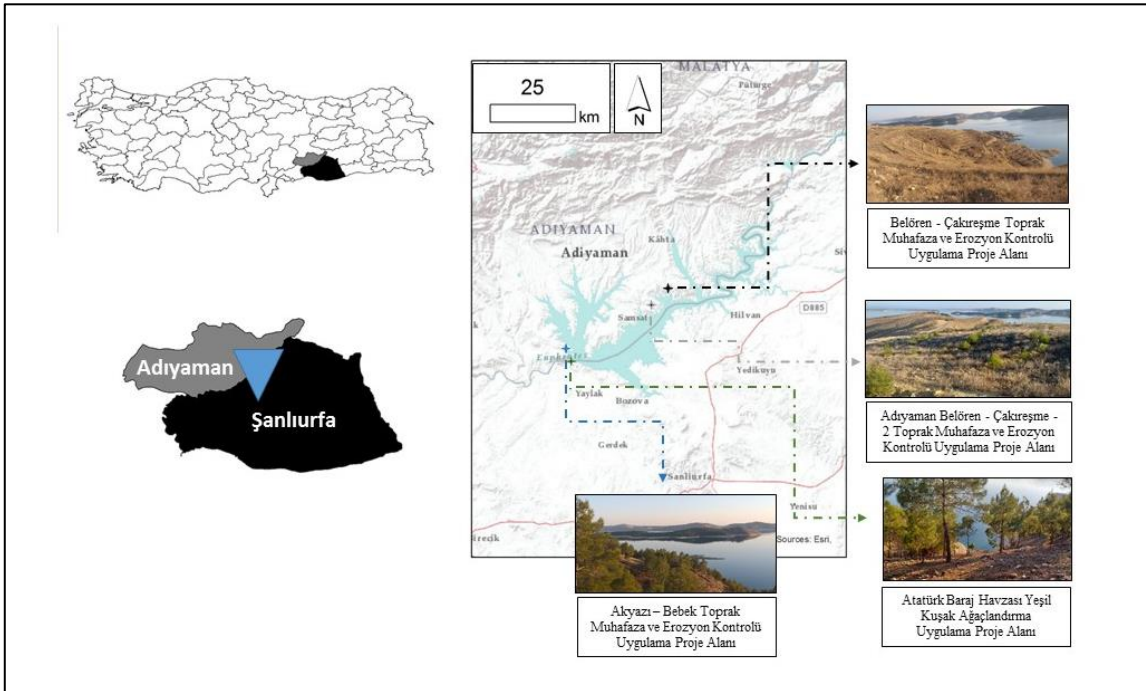 25
km
N
MALATYA
Pütürge
ADIYAMAN
Adiyaman
Kâhta
Samsat
Hilvan
D885
Euphrates
Yedikuyu
Yaylak
Bozova
Gerdek
Sanliurfa
Yenisu
Sources: Esri,
Adıyaman
Şanlıurfa
Belören - Çakıreşme Toprak
Muhafaza ve Erozyon Kontrolü
Uygulama Proje Alanı
Adıyaman Belören - Çakıreşme -
2 Toprak Muhafaza ve Erozyon
Kontrolü Uygulama Proje Alanı
Atatürk Baraj Havzası Yeşil
Kuşak Ağaçlandırma
Uygulama Proje Alanı
Akyazı – Bebek Toprak
Muhafaza ve Erozyon Kontrolü
Uygulama Proje Alanı